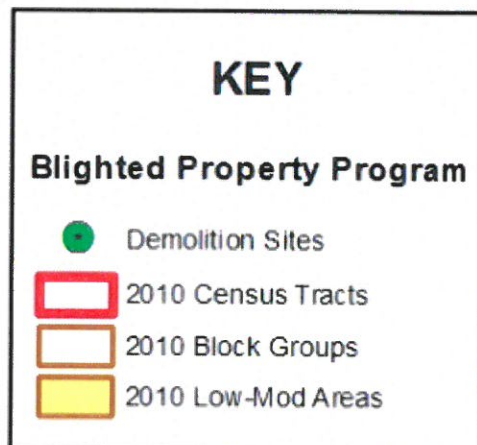 KEY
Blighted Property Program
Demolition Sites
2010 Census Tracts
2010 Block Groups
2010 Low-Mod Areas